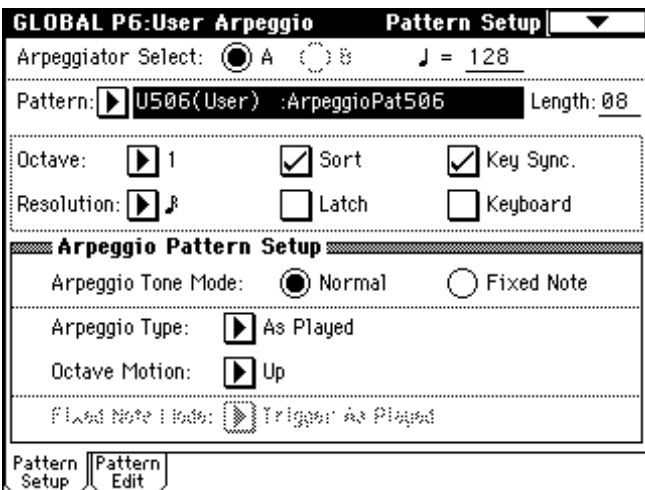 GLOBAL P6:User Arpeggio Pattern Setup
Arpeggiator Select: A B ♩ = 128
Pattern: U506(User) :ArpeggioPat506 Length: 08
Octave: 1 Sort Key Sync.
Resolution: ♪ Latch Keyboard
Arpeggio Pattern Setup
Arpeggio Tone Mode: Normal Fixed Note
Arpeggio Type: As Played
Octave Motion: Up
Fixed Note Mode: Trigger As Played
Pattern Setup Pattern Edit